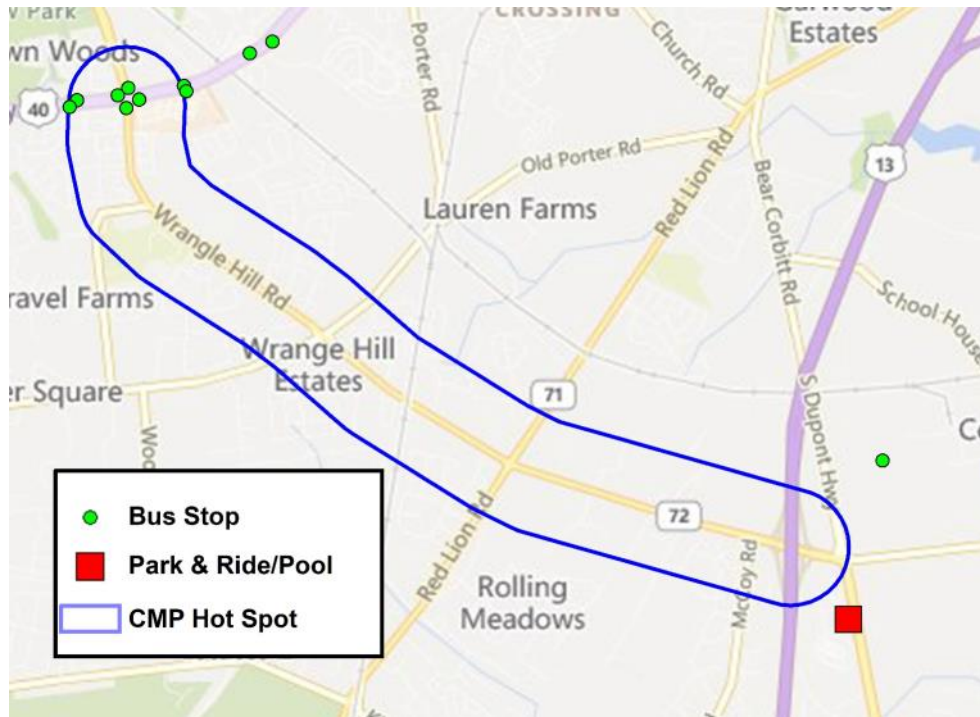 Park
CROSSING
Estates
wn Woods
40
Porter Rd
Church Rd
Old Porter Rd
Red Lion Rd
Bear Corbitt Rd
13
Lauren Farms
Wrangle Hill Rd
ravel Farms
School House
Wrange Hill
Estates
er Square
71
S Dupont Hwy
Woo
72
Red Lion Rd
McCoy Rd
Rolling
Meadows
Bus Stop
Park & Ride/Pool
CMP Hot Spot